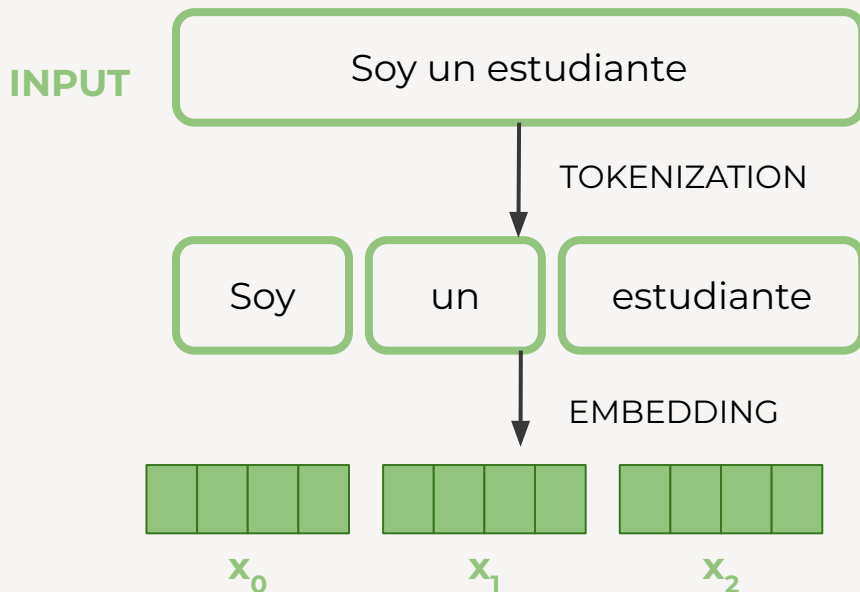 INPUT
Soy un estudiante
TOKENIZATION
Soy
un
estudiante
EMBEDDING
x₀
x₁
x₂